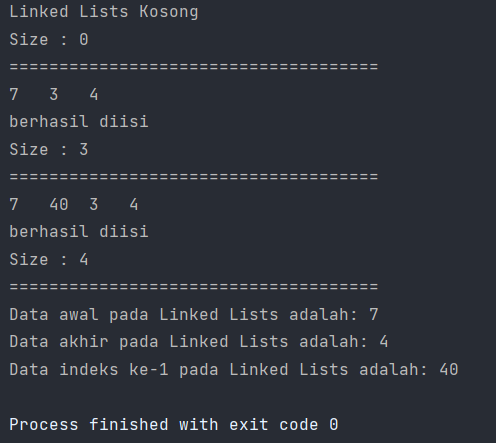 Linked Lists Kosong
Size : 0
=====================================
7   3   4
berhasil diisi
Size : 3
=====================================
7   40  3   4
berhasil diisi
Size : 4
=====================================
Data awal pada Linked Lists adalah: 7
Data akhir pada Linked Lists adalah: 4
Data indeks ke-1 pada Linked Lists adalah: 40

Process finished with exit code 0